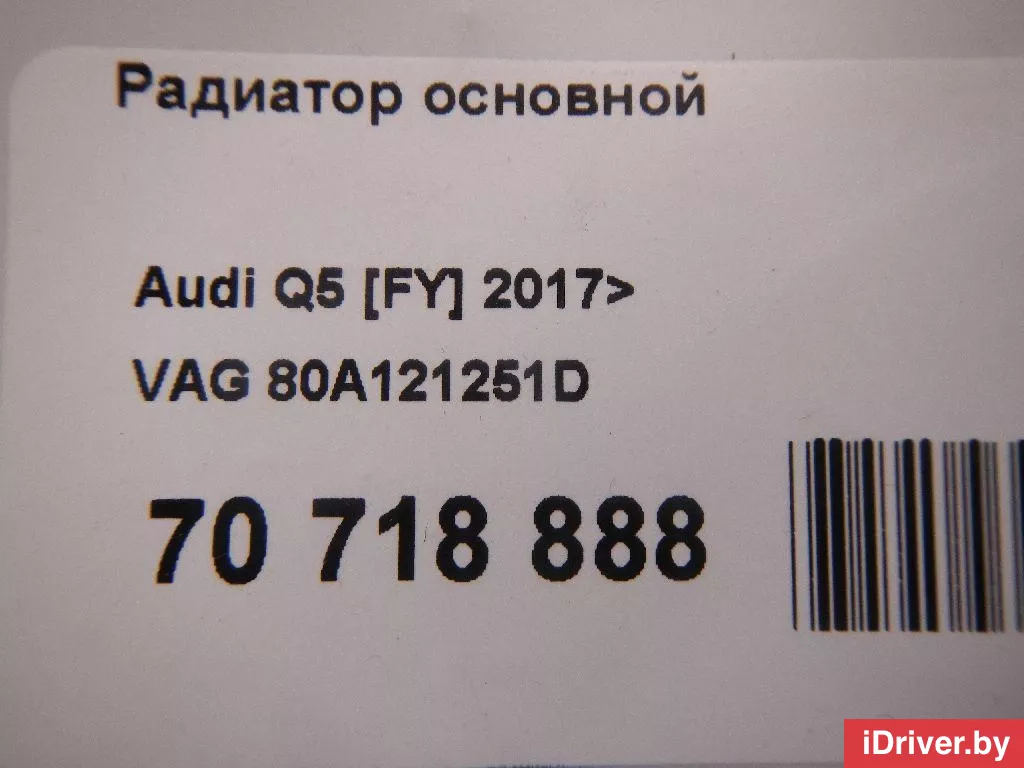 Радиатор основной
Audi Q5 [FY] 2017>
VAG 80A121251D
70 718 888
iDriver.by